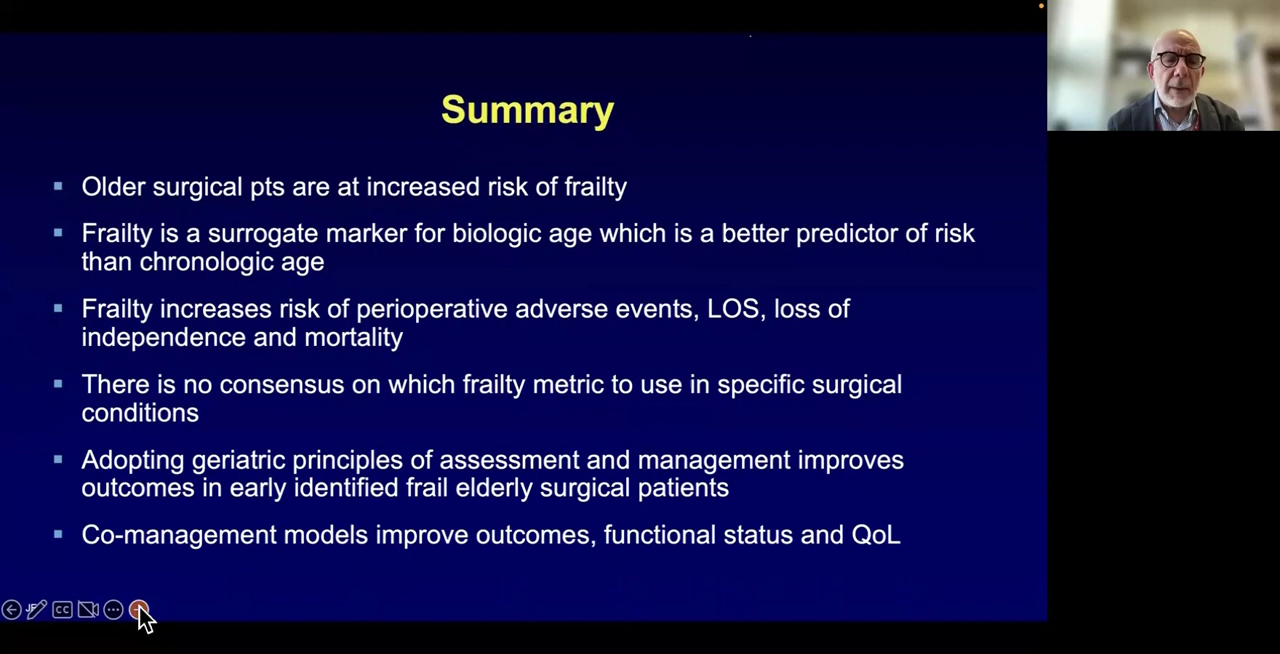 Summary
Older surgical pts are at increased risk of frailty
Frailty is a surrogate marker for biologic age which is a better predictor of risk
than chronologic age
Frailty increases risk of perioperative adverse events, LOS, loss of
independence and mortality
There is no consensus on which frailty metric to use in specific surgical
conditions
Adopting geriatric principles of assessment and management improves
outcomes in early identified frail elderly surgical patients
Co-management models improve outcomes, functional status and QoL
JF
CC